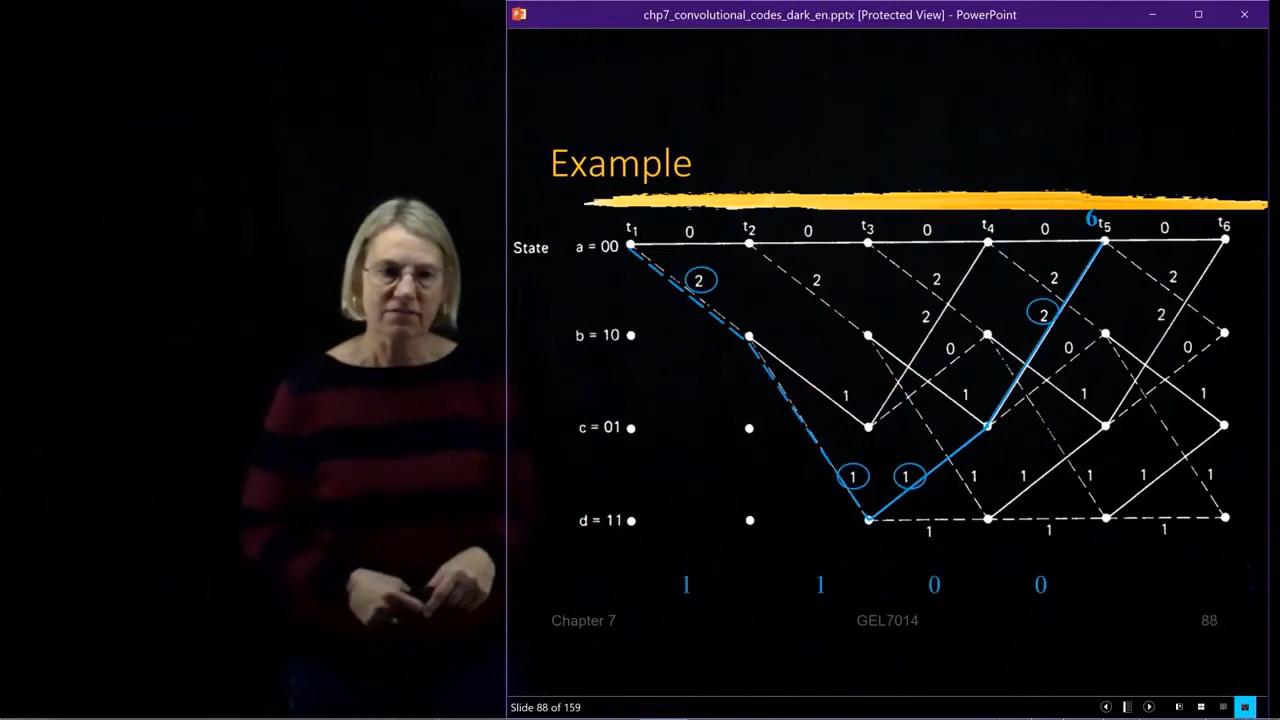 chp7_convolutional_codes_dark_en.pptx [Protected View] - PowerPoint
Example
6
t1 0 t2 0 t3 0 t4 0 t5 0 t6
State a = 00
2 2 2 2 2
2 2 2
b = 10
0 0 0
1 1 1 1
c = 01
1 1 1 1 1 1 1
d = 11
1 1 1
1 1 0 0
Chapter 7 GEL7014 88
Slide 88 of 159